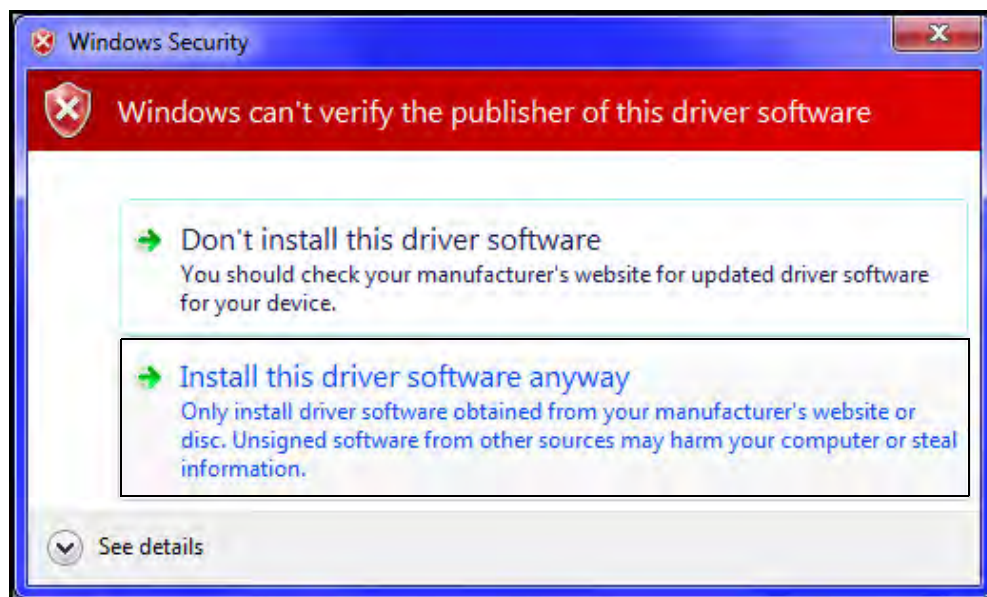 Windows Security
Windows can't verify the publisher of this driver software
Don't install this driver software
You should check your manufacturer's website for updated driver software
for your device.
Install this driver software anyway
Only install driver software obtained from your manufacturer's website or
disc. Unsigned software from other sources may harm your computer or steal
information.
See details